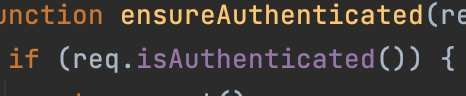 unction ensureAuthenticated(re
if (req.isAuthenticated()) {